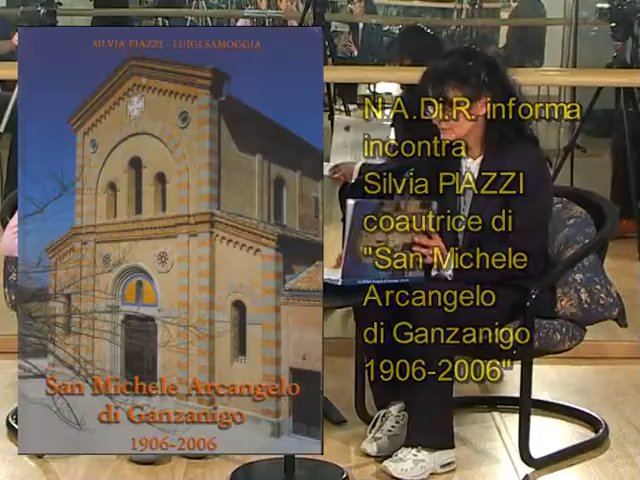 SILVIA PIAZZI - LUIGI SAMOGGIA
San Michele Arcangelo
di Ganzanigo
1906-2006
N.A.Di.R. informa
incontra
Silvia PIAZZI
coautrice di
"San Michele
Arcangelo
di Ganzanigo
1906-2006"